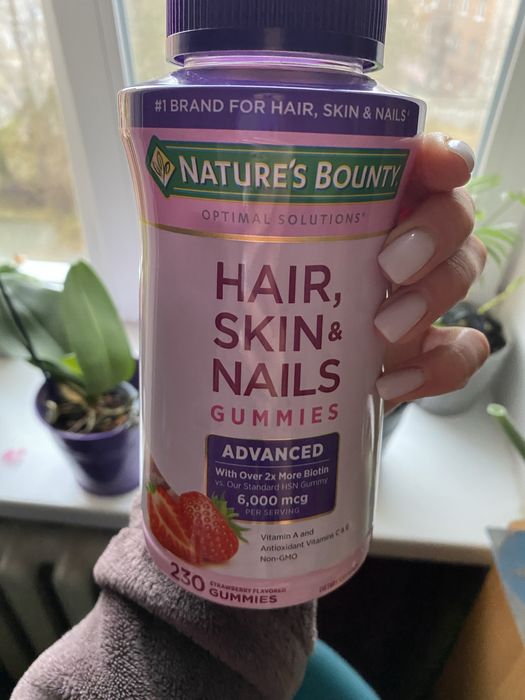 #1 BRAND FOR HAIR, SKIN & NAILS
NATURE'S BOUNTY
OPTIMAL SOLUTIONS®
HAIR,
SKIN &
NAILS
GUMMIES
ADVANCED
With Over 2x More Biotin
vs. Our Standard HSN Gummy
6,000 mcg
PER SERVING
Vitamin A and
Antioxidant Vitamins C & E
Non-GMO
230 STRAWBERRY FLAVORED
GUMMIES